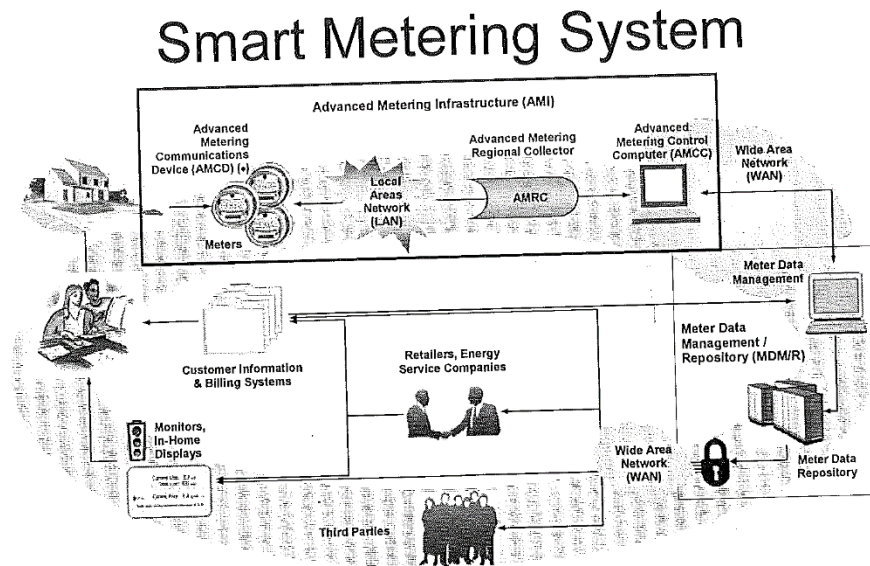 Smart Metering System
Advanced Metering Infrastructure (AMI)
Advanced
Metering
Communications
Device (AMCD) (•)
Meters
Local
Areas
Network
(LAN)
Advanced Metering
Regional Collector
AMRC
Advanced
Metering Control
Computer (AMCC)
Wide Area
Network
(WAN)
Meter Data
Management
Meter Data
Management /
Repository (MDM/R)
Customer Information
& Billing Systems
Retailers, Energy
Service Companies
Monitors,
In-Home
Displays
Wide Area
Network
(WAN)
Meter Data
Repository
Third Parties